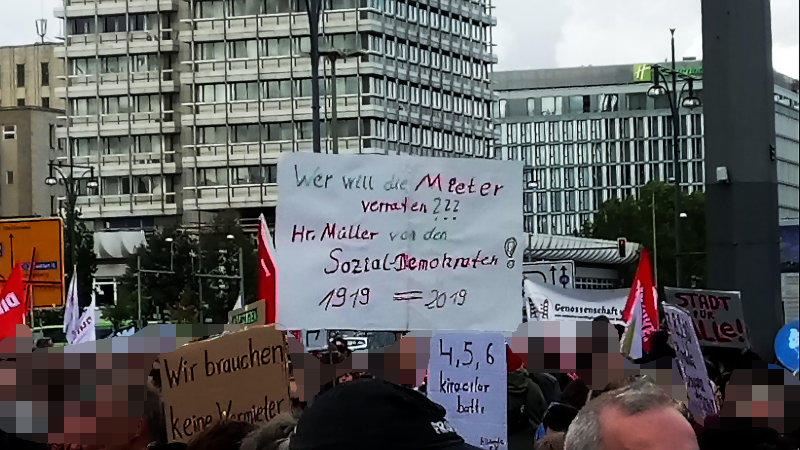 Wer will die Mieter
verraten???
Hr. Müller von den
Sozial-Demokraten!
1919 = 2019
Genossenschaft
STADT
FÜR
ALLE!
Wir brauchen
keine Vermieter
4,5,6
kiracılar